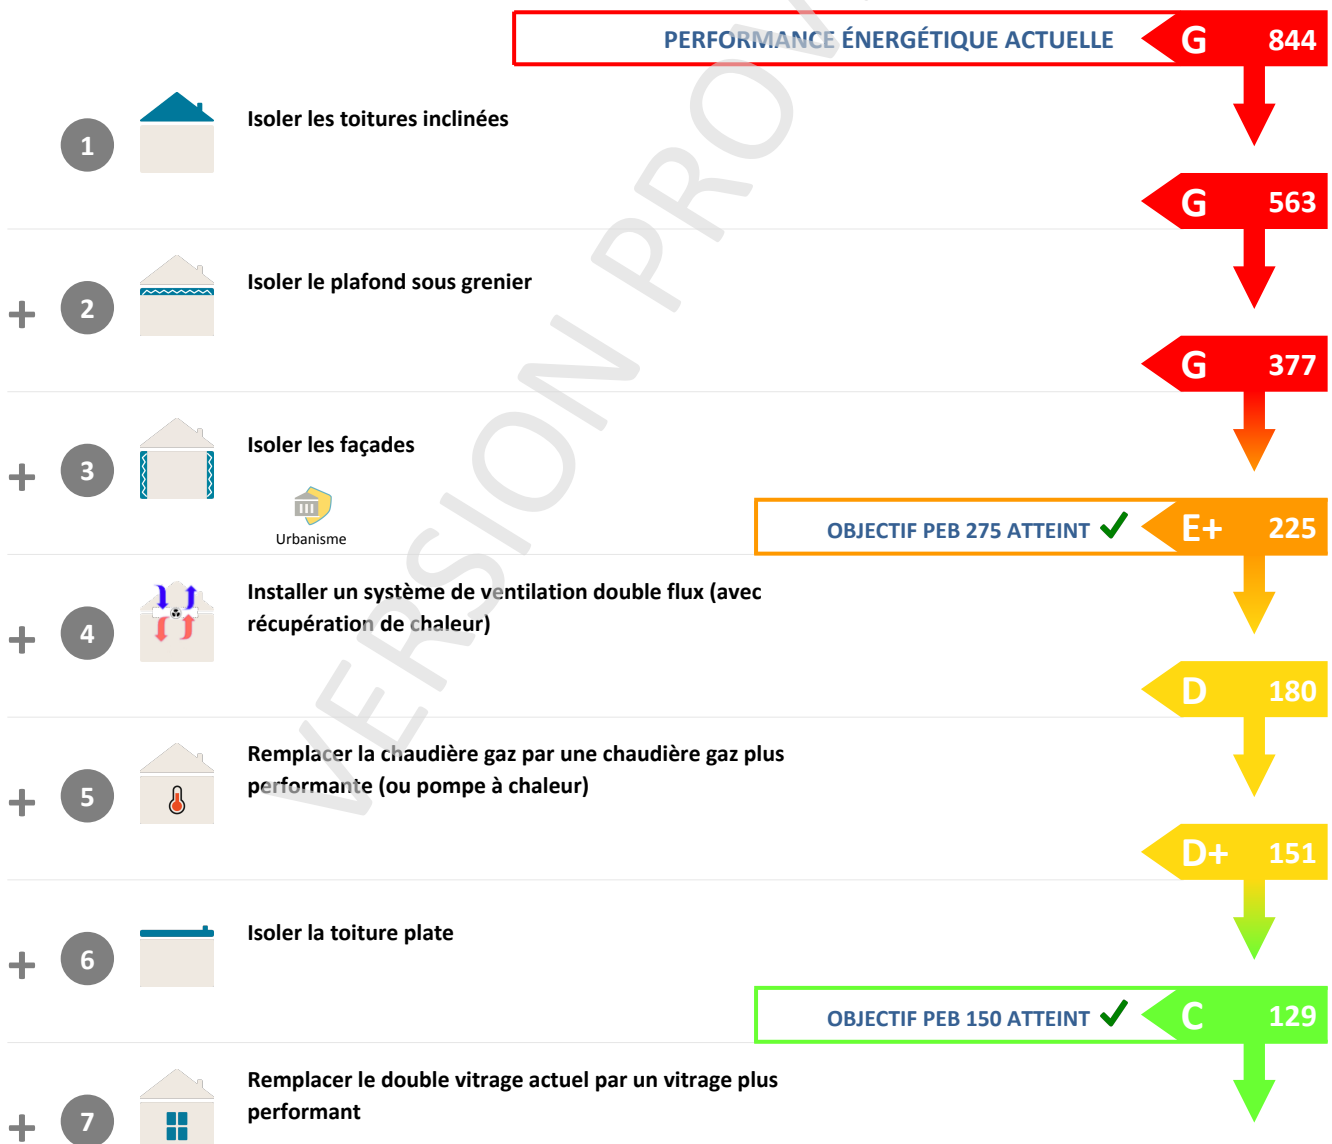 PERFORMANCE ÉNERGÉTIQUE ACTUELLE G 844
1 Isoler les toitures inclinées
G 563
+ 2 Isoler le plafond sous grenier
G 377
+ 3 Isoler les façades
Urbanisme
OBJECTIF PEB 275 ATTEINT ✓ E+ 225
+ 4 Installer un système de ventilation double flux (avec
récupération de chaleur)
D 180
+ 5 Remplacer la chaudière gaz par une chaudière gaz plus
performante (ou pompe à chaleur)
D+ 151
+ 6 Isoler la toiture plate
OBJECTIF PEB 150 ATTEINT ✓ C 129
+ 7 Remplacer le double vitrage actuel par un vitrage plus
performant
VERSION PROV